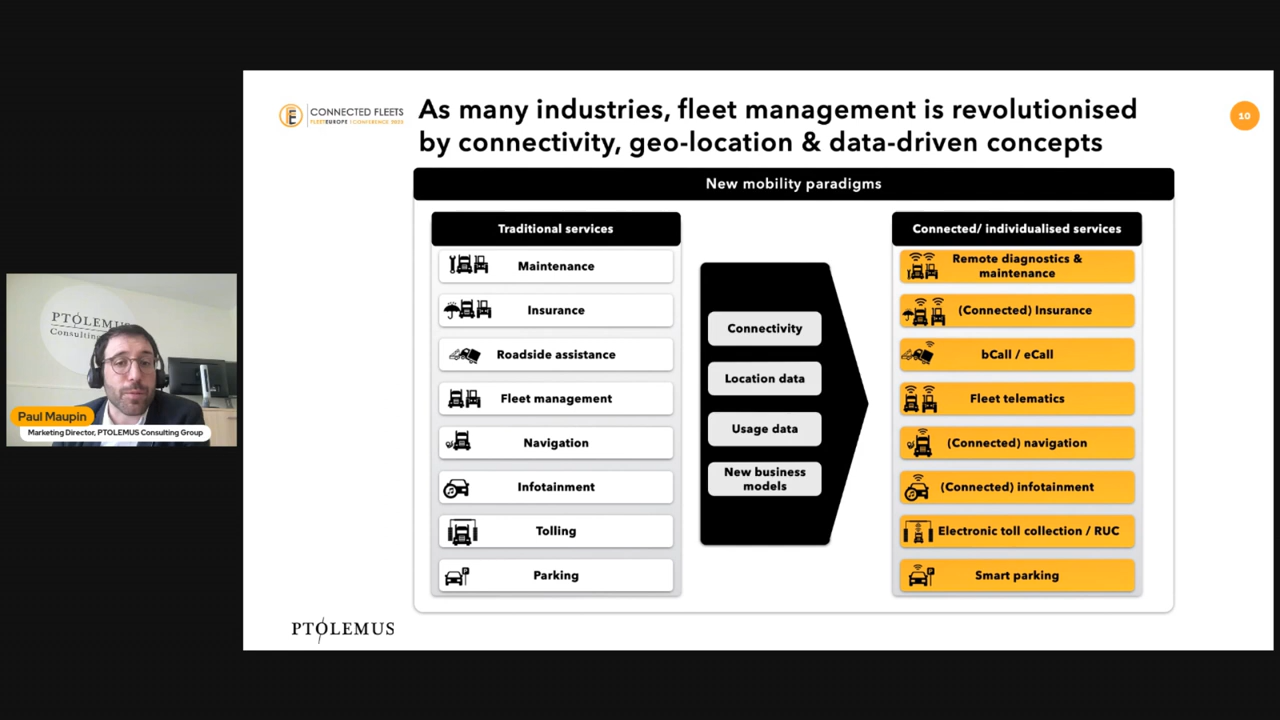 CONNECTED FLEETS
FLEETEUROPE | CONFERENCE 2023
As many industries, fleet management is revolutionised
by connectivity, geo-location & data-driven concepts
10
New mobility paradigms
Traditional services
Maintenance
Insurance
Roadside assistance
Fleet management
Navigation
Infotainment
Tolling
Parking
Connectivity
Location data
Usage data
New business
models
Connected/ individualised services
Remote diagnostics &
maintenance
(Connected) Insurance
bCall / eCall
Fleet telematics
(Connected) navigation
(Connected) infotainment
Electronic toll collection / RUC
Smart parking
PTOLEMUS
PTOLEMUS
Consulting
Paul Maupin
Marketing Director, PTOLEMUS Consulting Group